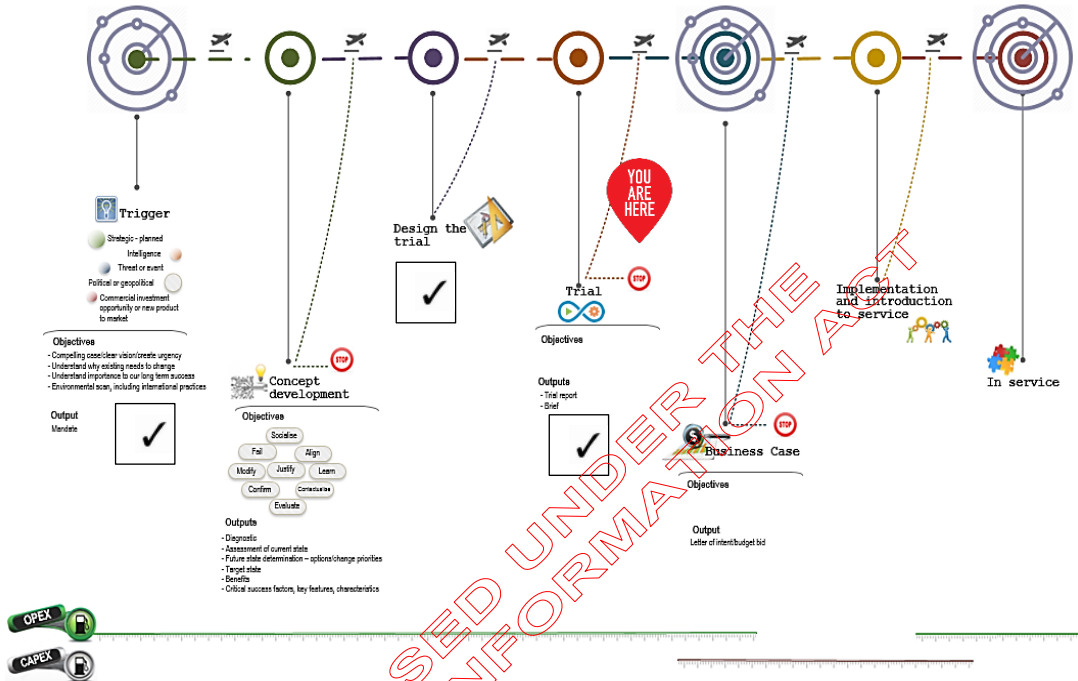 Trigger
Strategic - planned
Intelligence
Threat or event
Political or geopolitical
Commercial investment
opportunity or new product
to market
Objectives
- Compelling case/clear vision/create urgency
- Understand why existing needs to change
- Understand importance to our long term success
- Environmental scan, including international practices
Output
Mandate
STOP
Concept
development
Objectives
Socialise
Fail
Align
Modify
Justify
Learn
Confirm
Contextualise
Evaluate
Outputs
- Diagnostic
- Assessment of current state
- Future state determination – options/change priorities
- Target state
- Benefits
- Critical success factors, key features, characteristics
Design the
trial
YOU
ARE
HERE
STOP
Trial
Objectives
Outputs
- Trial report
- Brief
STOP
Business Case
Objectives
Output
Letter of intent/budget bid
Implementation
and introduction
to service
In service
SED UNDER THE
NFORMATION ACT
OPEX
CAPEX